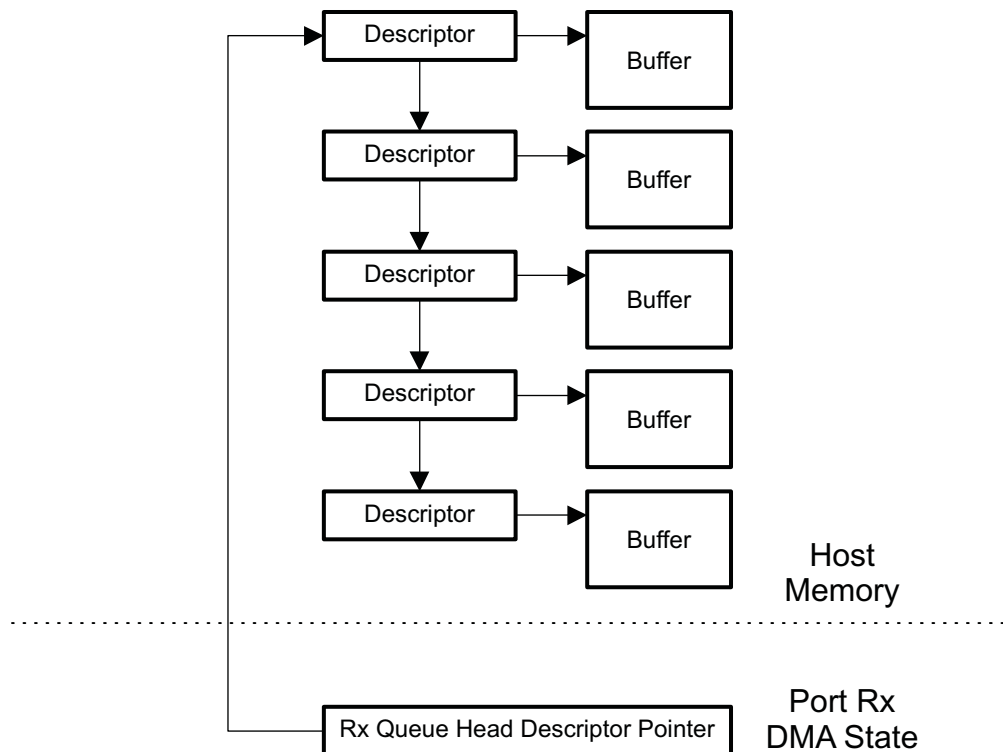 Descriptor
Buffer
Descriptor
Buffer
Descriptor
Buffer
Descriptor
Buffer
Descriptor
Buffer
Host
Memory
Rx Queue Head Descriptor Pointer
Port Rx
DMA State